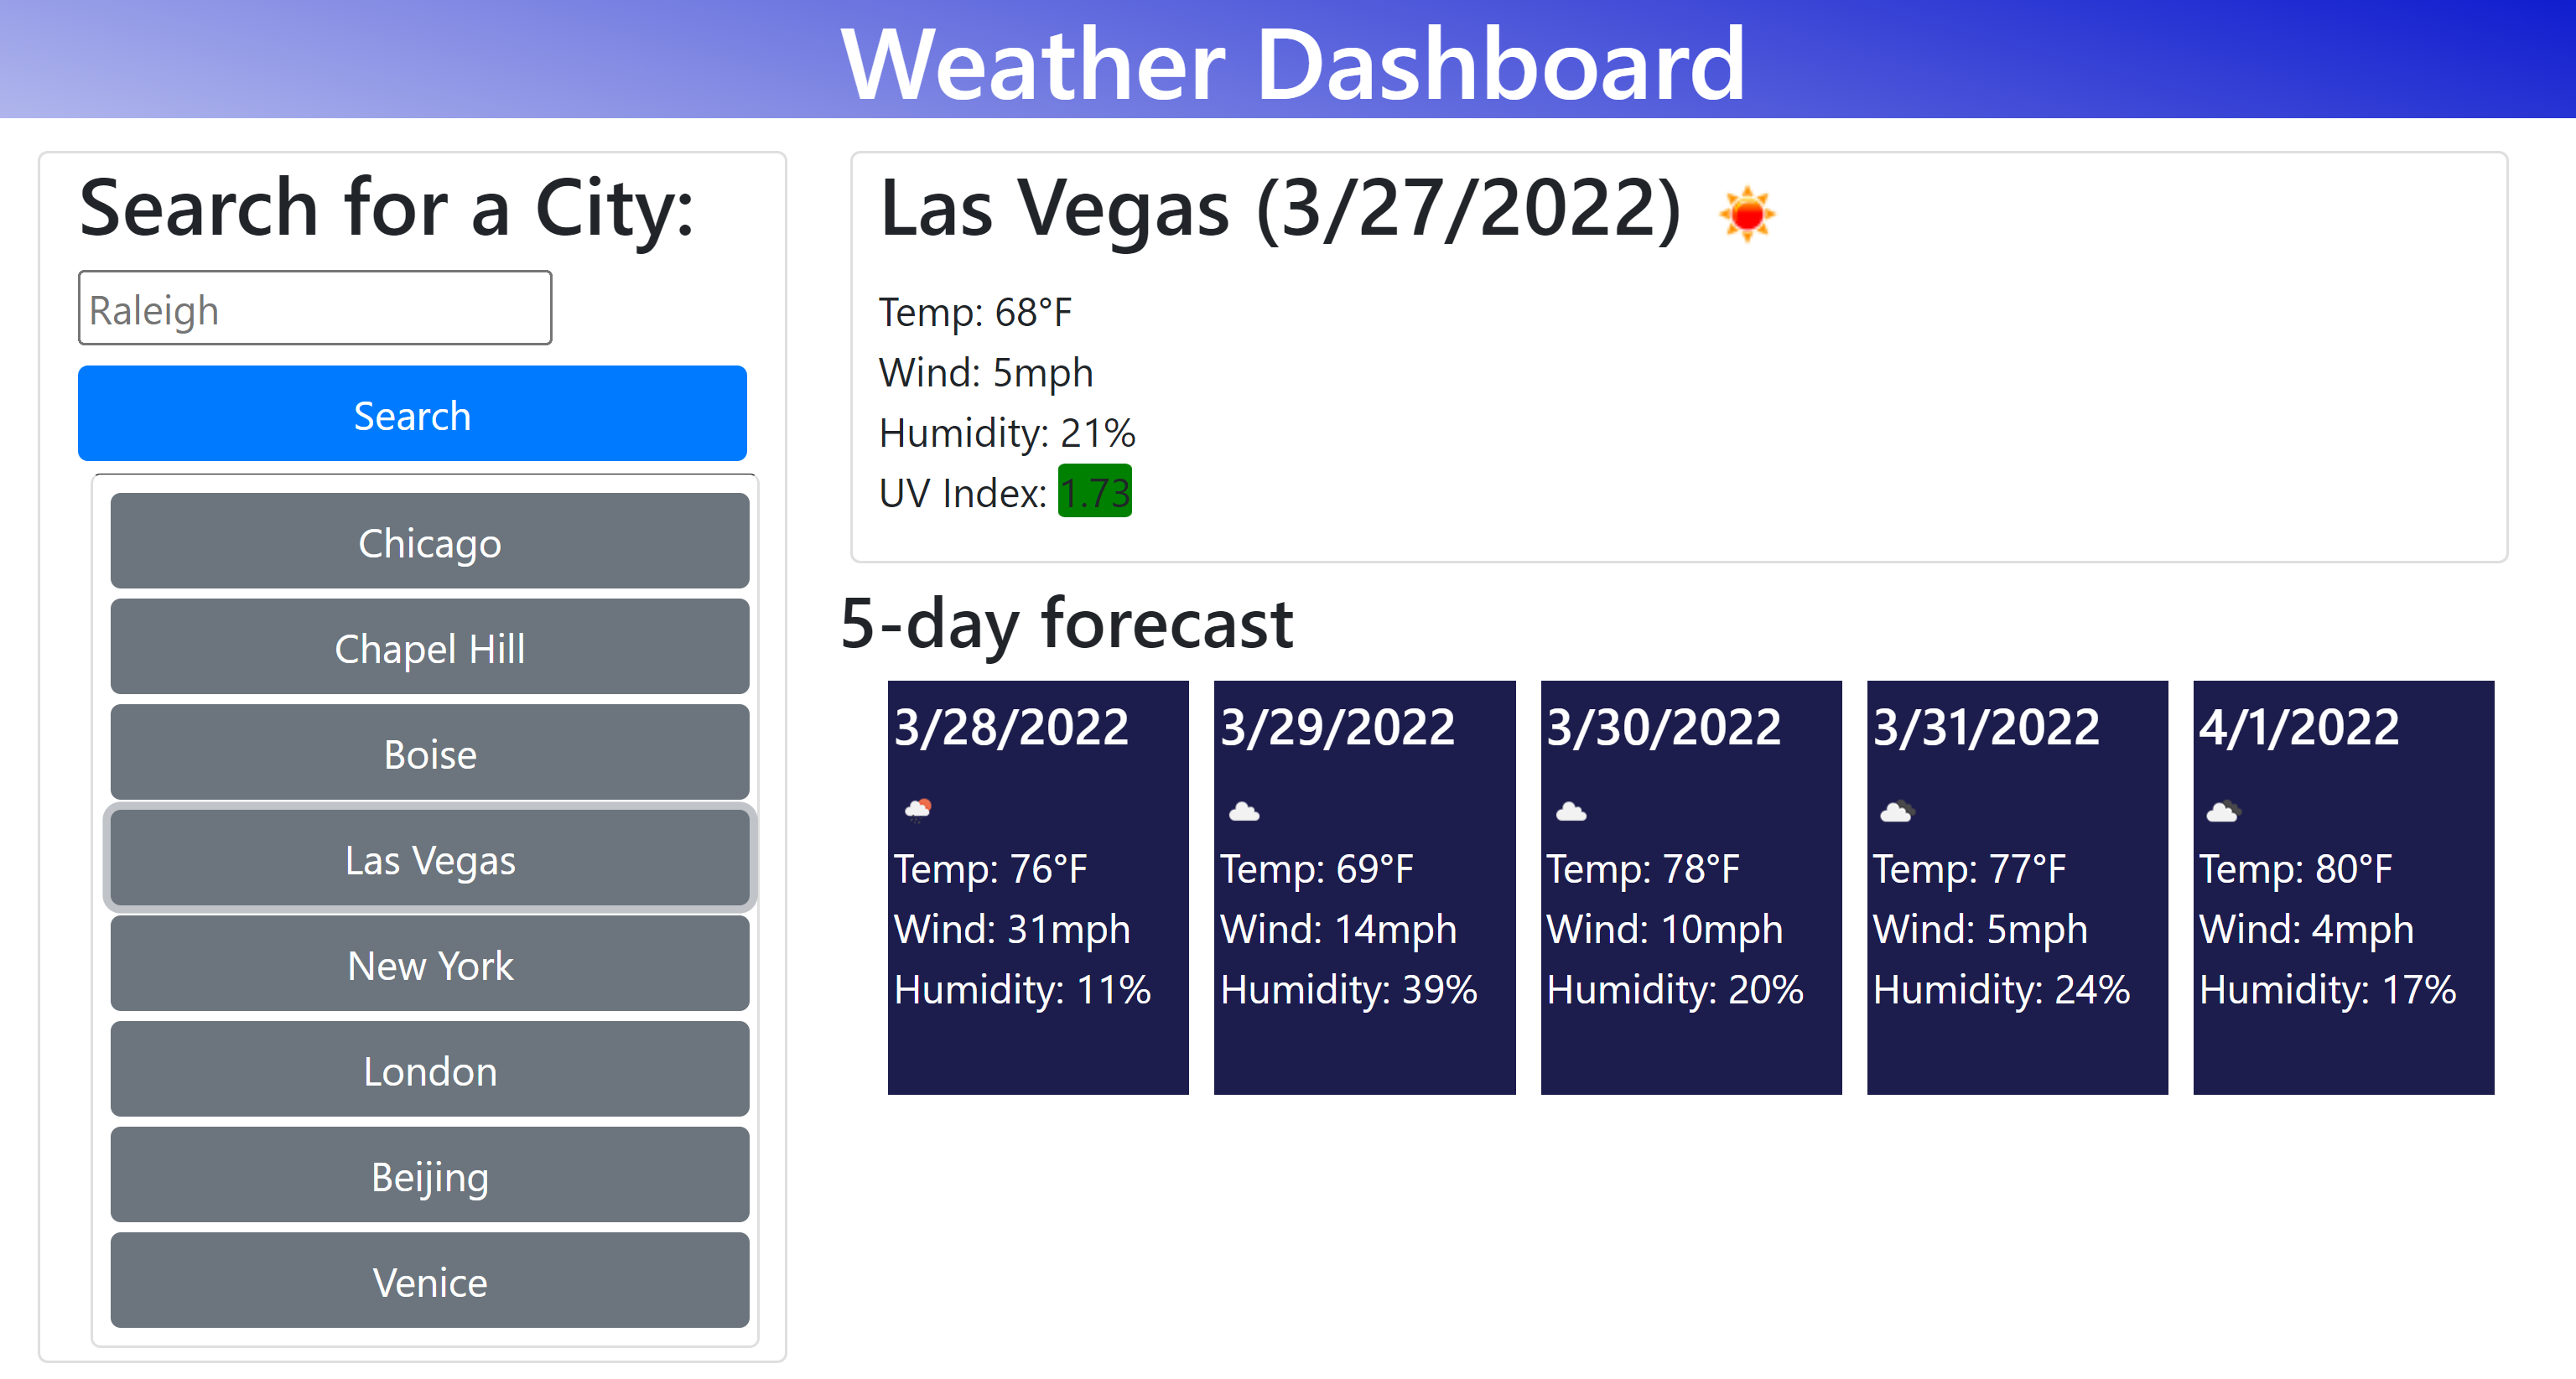 Weather Dashboard
Search for a City:
Raleigh
Search
Chicago
Chapel Hill
Boise
Las Vegas
New York
London
Beijing
Venice
Las Vegas (3/27/2022)
Temp: 68°F
Wind: 5mph
Humidity: 21%
UV Index: 1.73
5-day forecast
3/28/2022
Temp: 76°F
Wind: 31mph
Humidity: 11%
3/29/2022
Temp: 69°F
Wind: 14mph
Humidity: 39%
3/30/2022
Temp: 78°F
Wind: 10mph
Humidity: 20%
3/31/2022
Temp: 77°F
Wind: 5mph
Humidity: 24%
4/1/2022
Temp: 80°F
Wind: 4mph
Humidity: 17%